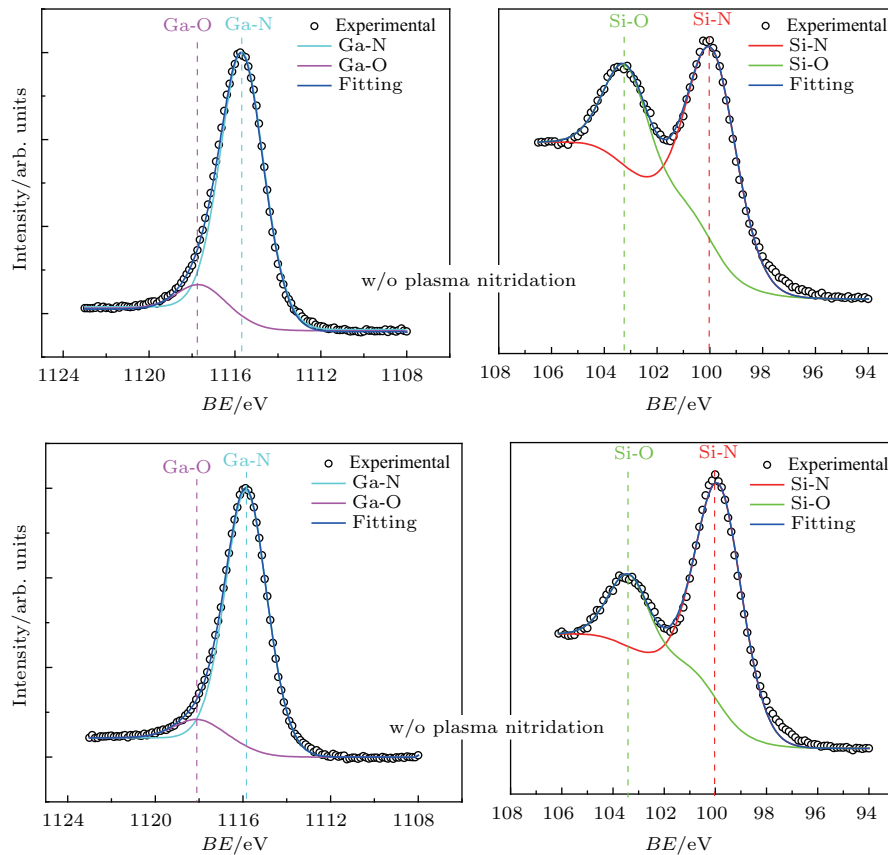 Ga-O Ga-N
Experimental
Ga-N
Ga-O
Fitting
Intensity/arb. units
1124 1120 1116 1112 1108
BE/eV
Si-O Si-N
Experimental
Si-N
Si-O
Fitting
108 106 104 102 100 98 96 94
BE/eV
w/o plasma nitridation
Ga-O Ga-N
Experimental
Ga-N
Ga-O
Fitting
Intensity/arb. units
1124 1120 1116 1112 1108
BE/eV
Si-O Si-N
Experimental
Si-N
Si-O
Fitting
108 106 104 102 100 98 96 94
BE/eV
w/o plasma nitridation